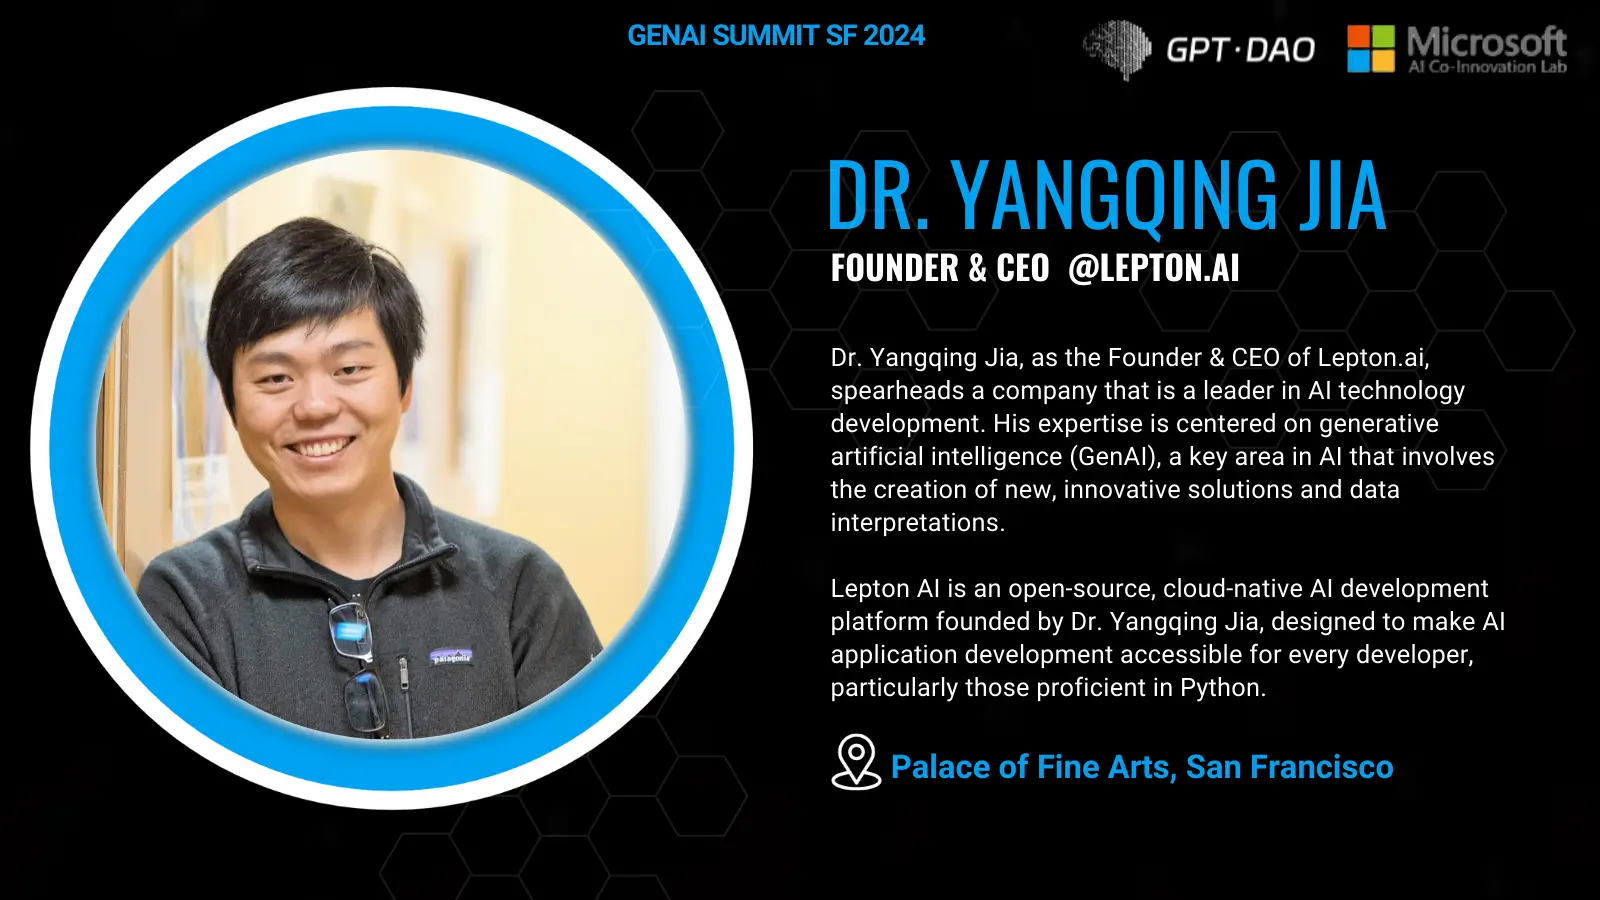 GENAI SUMMIT SF 2024
GPT·DAO
Microsoft
AI Co-Innovation Lab
DR. YANGQING JIA
FOUNDER & CEO @LEPTON.AI
Dr. Yangqing Jia, as the Founder & CEO of Lepton.ai,
spearheads a company that is a leader in AI technology
development. His expertise is centered on generative
artificial intelligence (GenAI), a key area in AI that involves
the creation of new, innovative solutions and data
interpretations.
Lepton AI is an open-source, cloud-native AI development
platform founded by Dr. Yangqing Jia, designed to make AI
application development accessible for every developer,
particularly those proficient in Python.
Palace of Fine Arts, San Francisco
patagonia